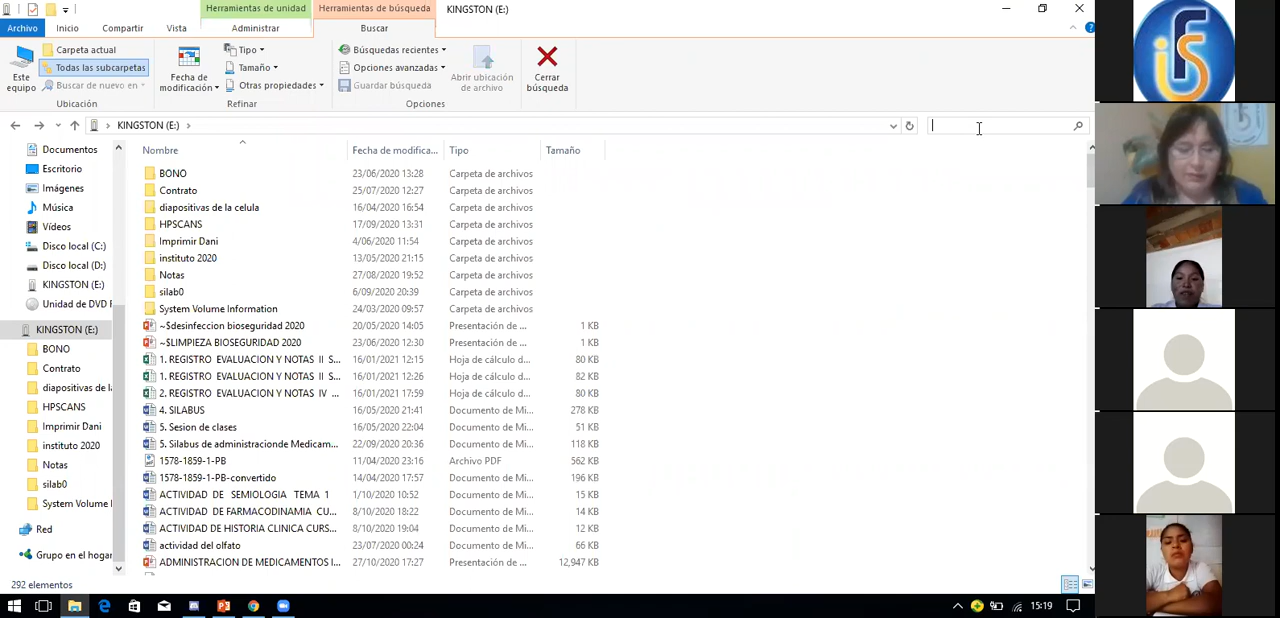 Herramientas de unidad Herramientas de búsqueda KINGSTON (E:)
Archivo Inicio Compartir Vista Administrar Buscar
Este equipo
Carpeta actual
Todas las subcarpetas
Buscar de nuevo en
Ubicación
Fecha de modificación
Tipo
Tamaño
Otras propiedades
Refinar
Búsquedas recientes
Opciones avanzadas
Guardar búsqueda
Abrir ubicación de archivo
Opciones
Cerrar búsqueda
KINGSTON (E:)
Documentos
Escritorio
Imágenes
Música
Vídeos
Disco local (C:)
Disco local (D:)
KINGSTON (E:)
Unidad de DVD
KINGSTON (E:)
BONO
Contrato
diapositivas de la
HPSCANS
Imprimir Dani
instituto 2020
Notas
silab0
System Volume I
Red
Grupo en el hogar
Nombre Fecha de modifica... Tipo Tamaño
BONO 23/06/2020 13:28 Carpeta de archivos
Contrato 25/07/2020 12:27 Carpeta de archivos
diapositivas de la celula 16/04/2020 16:54 Carpeta de archivos
HPSCANS 17/09/2020 13:31 Carpeta de archivos
Imprimir Dani 4/06/2020 11:54 Carpeta de archivos
instituto 2020 13/05/2020 21:15 Carpeta de archivos
Notas 27/08/2020 19:52 Carpeta de archivos
silab0 6/09/2020 20:39 Carpeta de archivos
System Volume Information 24/03/2020 09:57 Carpeta de archivos
~$desinfeccion bioseguridad 2020 20/05/2020 14:05 Presentación de ... 1 KB
~$LIMPIEZA BIOSEGURIDAD 2020 23/06/2020 12:30 Presentación de ... 1 KB
1. REGISTRO EVALUACION Y NOTAS II S... 16/01/2021 12:15 Hoja de cálculo d... 80 KB
1. REGISTRO EVALUACION Y NOTAS II S... 16/01/2021 12:26 Hoja de cálculo d... 82 KB
2. REGISTRO EVALUACION Y NOTAS IV ... 16/01/2021 17:59 Hoja de cálculo d... 80 KB
4. SILABUS 16/05/2020 21:41 Documento de Mi... 278 KB
5. Sesion de clases 16/05/2020 22:04 Documento de Mi... 51 KB
5. Silabus de administracionde Medicam... 22/09/2020 20:36 Documento de Mi... 118 KB
1578-1859-1-PB 11/04/2020 23:16 Archivo PDF 562 KB
1578-1859-1-PB-convertido 14/04/2020 17:57 Documento de Mi... 196 KB
ACTIVIDAD DE SEMIOLOGIA TEMA 1 1/10/2020 10:52 Documento de Mi... 15 KB
ACTIVIDAD DE FARMACODINAMIA CU... 8/10/2020 18:22 Documento de Mi... 14 KB
ACTIVIDAD DE HISTORIA CLINICA CURS... 8/10/2020 19:04 Documento de Mi... 12 KB
actividad del olfato 23/07/2020 00:24 Documento de Mi... 66 KB
ADMINISTRACION DE MEDICAMENTOS I... 27/10/2020 17:27 Presentación de ... 12,947 KB
292 elementos
15:19